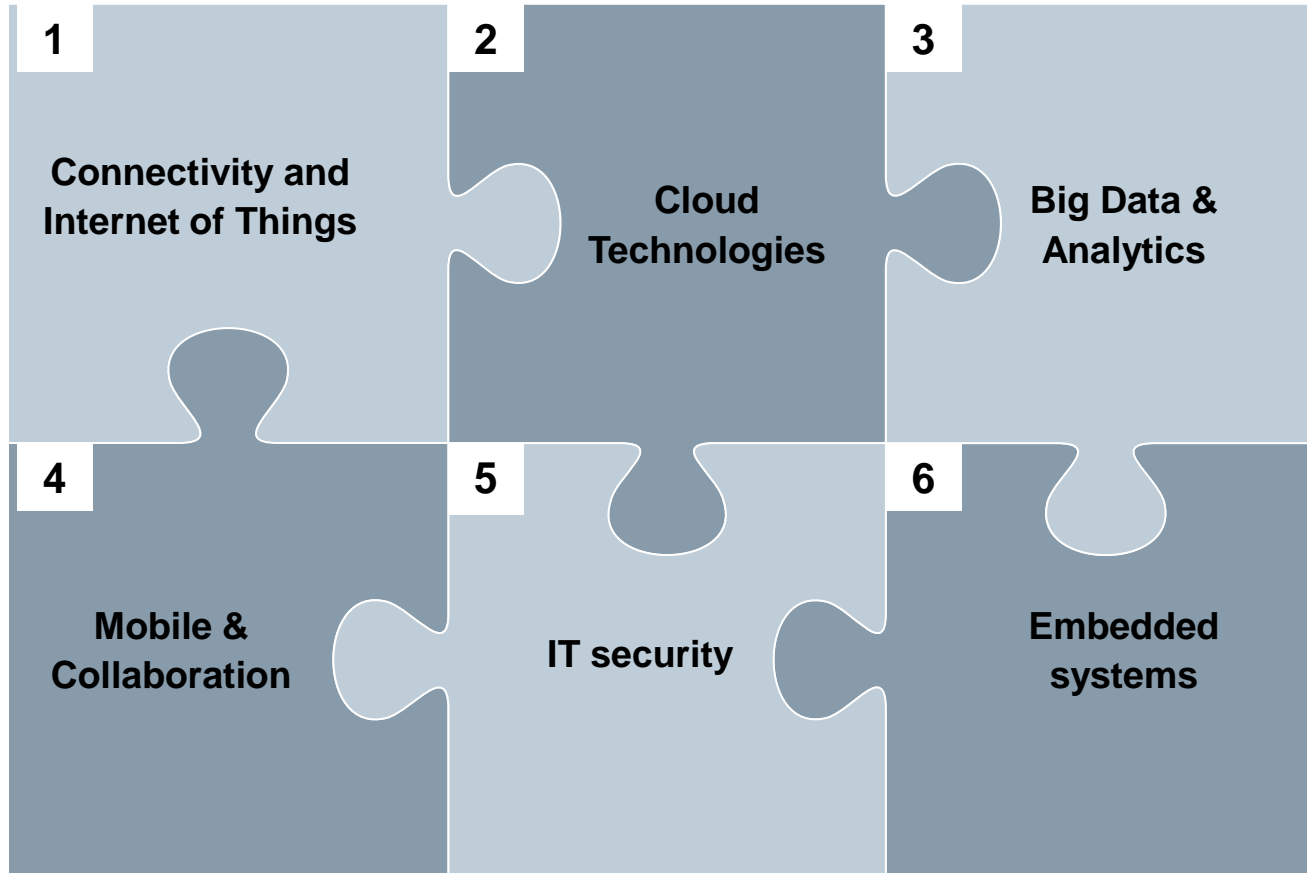 1
Connectivity and
Internet of Things
2
Cloud
Technologies
3
Big Data &
Analytics
4
Mobile &
Collaboration
5
IT security
6
Embedded
systems